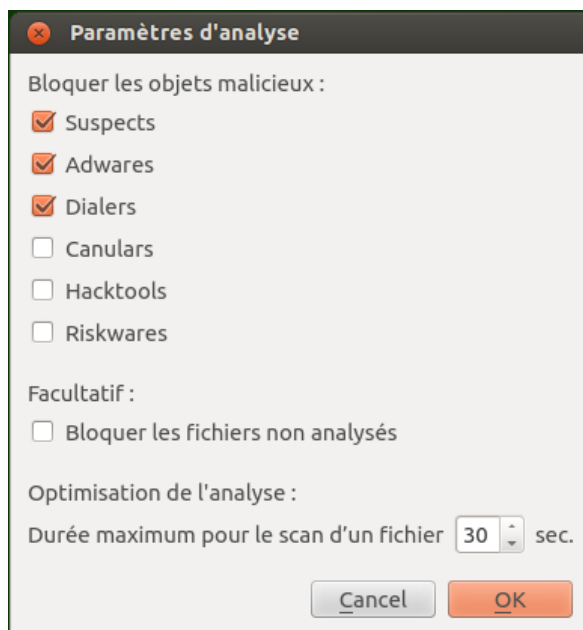 Paramètres d'analyse
Bloquer les objets malicieux :
Suspects
Adwares
Dialers
Canulars
Hacktools
Riskwares
Facultatif :
Bloquer les fichiers non analysés
Optimisation de l'analyse :
Durée maximum pour le scan d’un fichier 30 sec.
Cancel OK